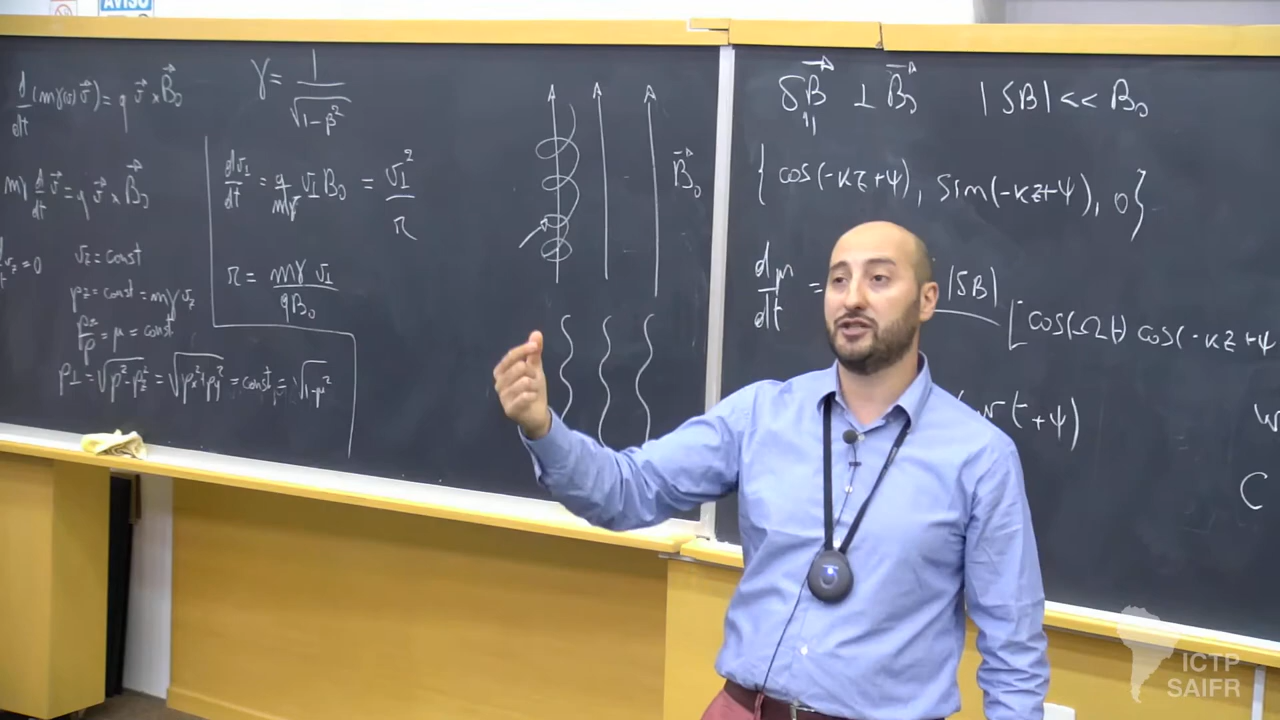 AVISO
d/dt (mγ(v) v⃗) = q v⃗ × B⃗₀
mγ d/dt v⃗ = q v⃗ × B⃗₀
v_z = const
p_z = const = mγ v_z
p_z/p = μ = const
p⊥ = √(p² - p_z²) = √(p_x² + p_y²) = const = √(1-μ²)
γ = 1/√(1-β²)
dv⊥/dt = q/(mγ) v⊥ B₀ = v⊥²/r
r = mγ v⊥/(qB₀)
B⃗₀
δB⃗ ⊥ B⃗₀ |δB| << B₀
{cos(-kz+ψ), sin(-kz+ψ), 0}
dμ/dt = |δB| [cos(Ωt) cos(-kz+ψ
t+ψ)
C
ICTP
SAIFR